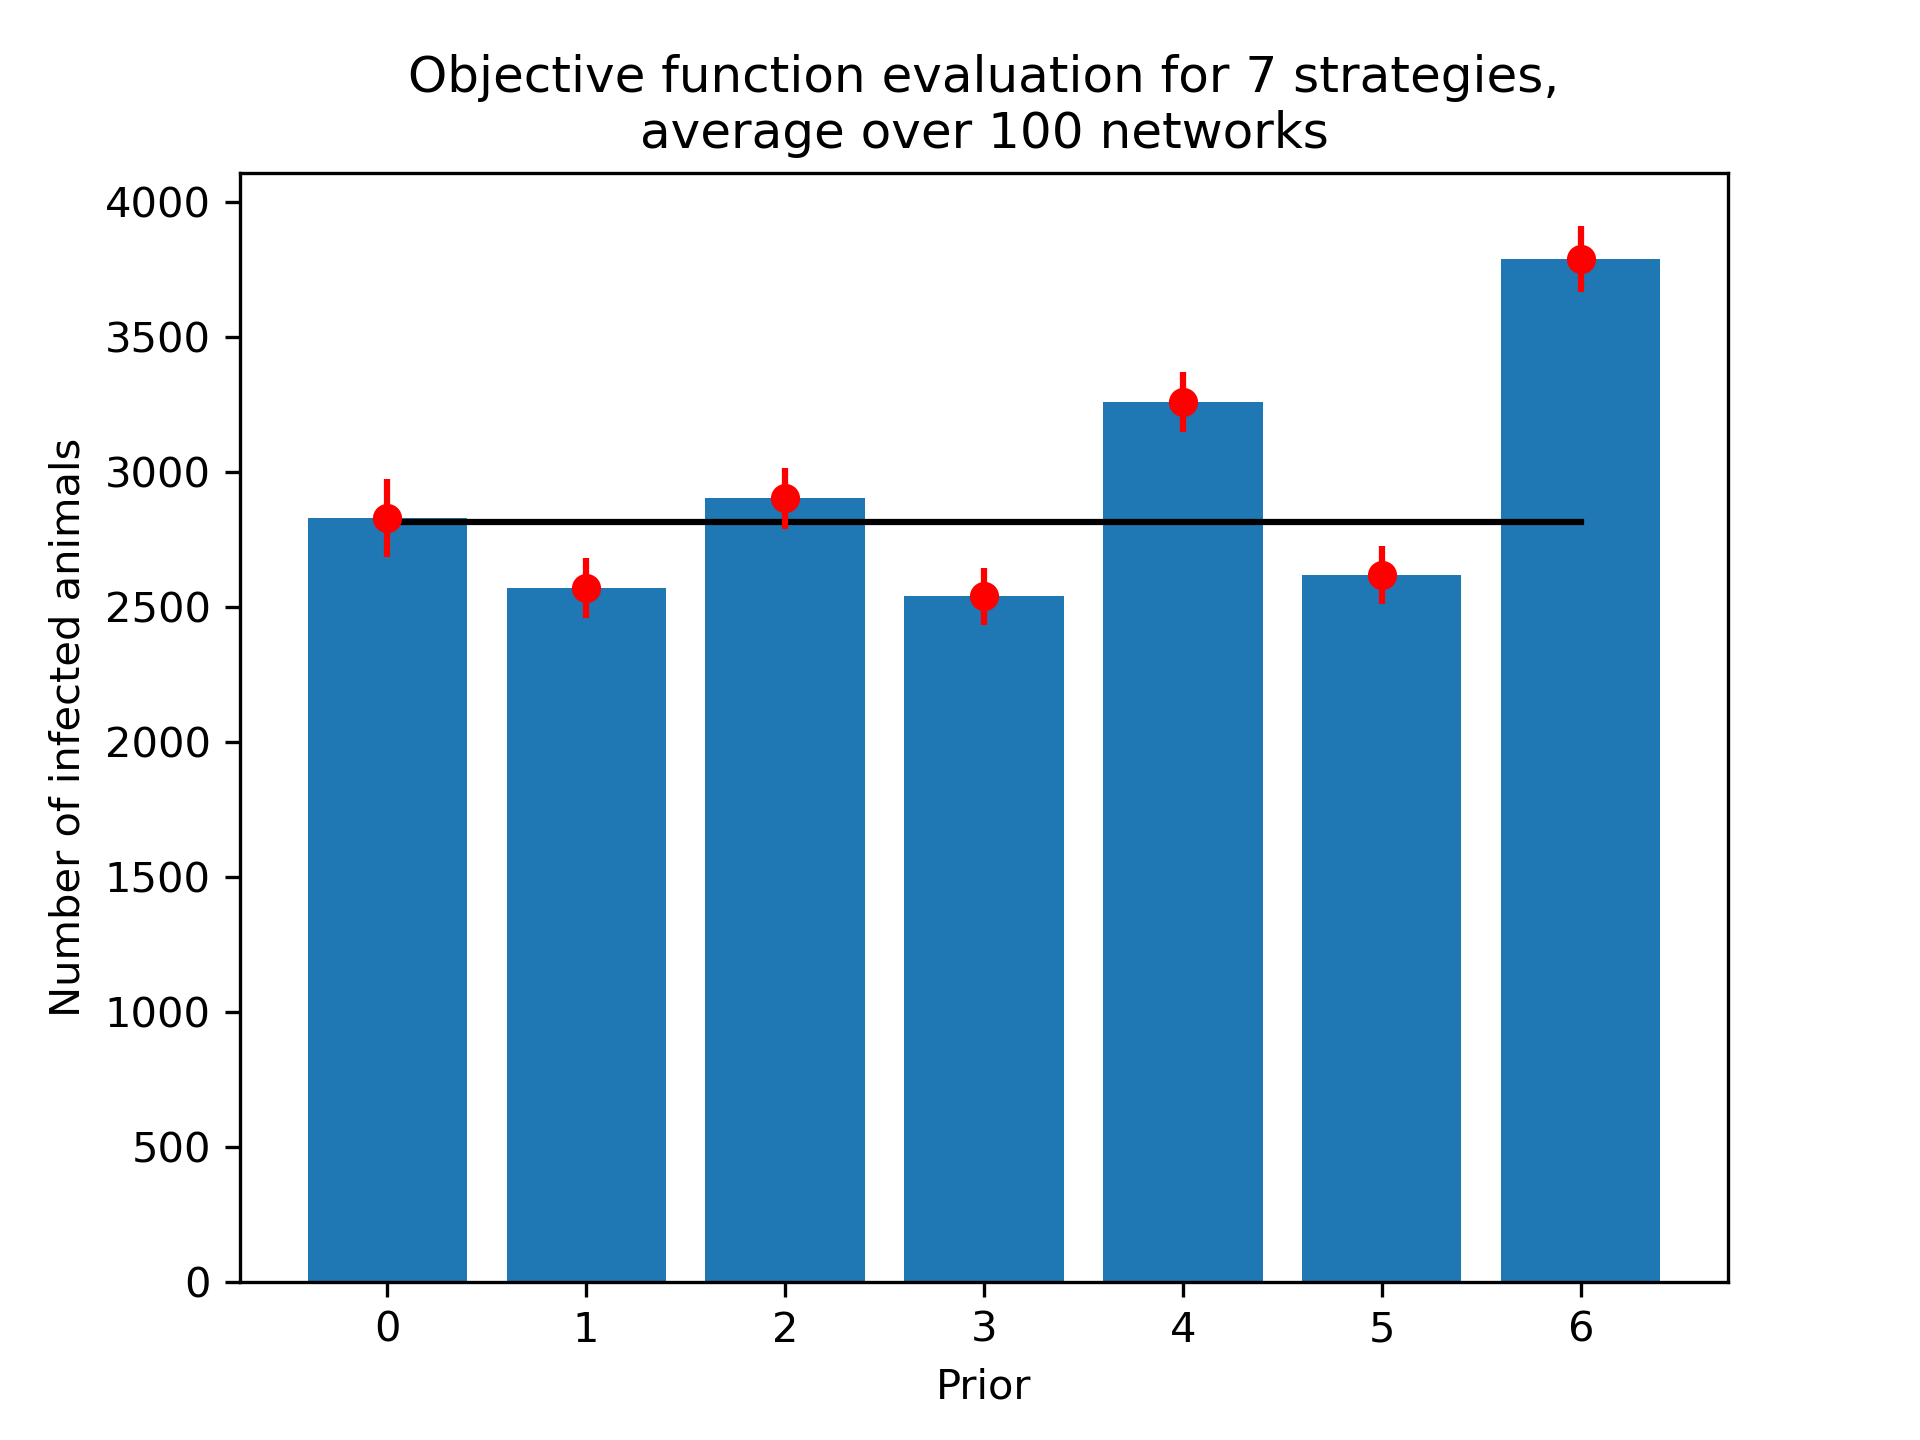 Objective function evaluation for 7 strategies,
average over 100 networks
4000
3500
3000
2500
2000
1500
1000
500
0
Number of infected animals
0 1 2 3 4 5 6
Prior